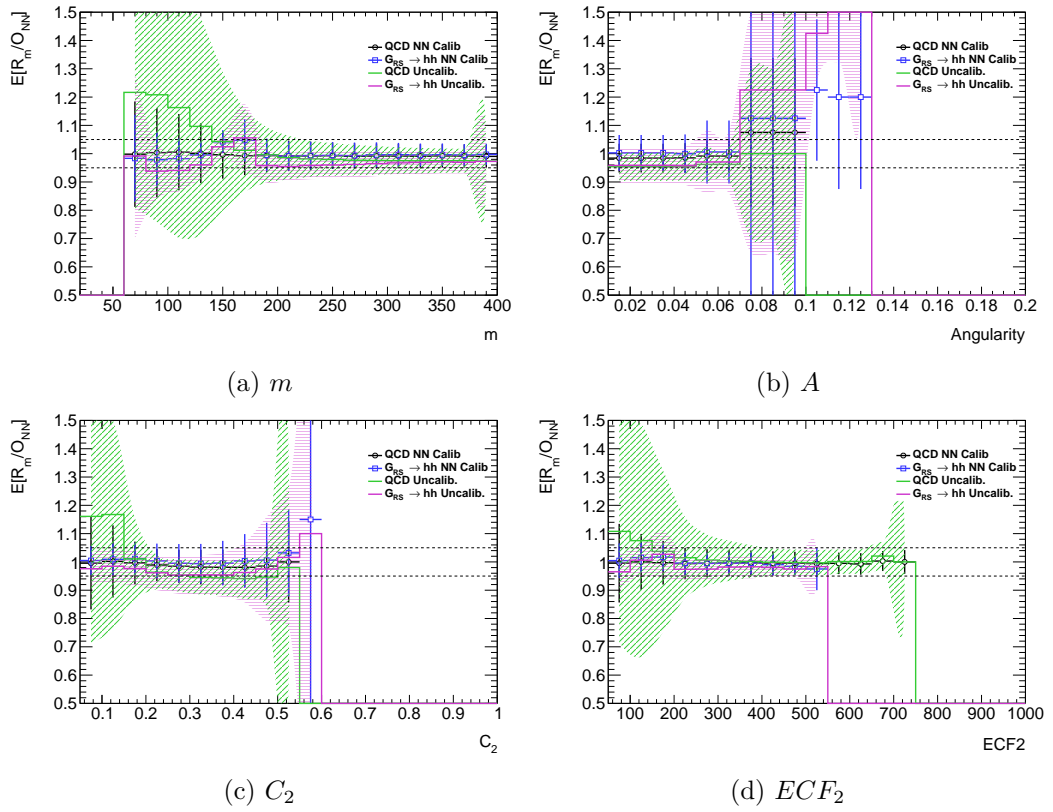 E[R_m/O_NN]
1.5
1.4
1.3
1.2
1.1
1
0.9
0.8
0.7
0.6
0.5
QCD NN Calib
G_RS → hh NN Calib
QCD Uncalib.
G_RS → hh Uncalib.
50 100 150 200 250 300 350 400
m
(a) m
E[R_m/O_NN]
1.5
1.4
1.3
1.2
1.1
1
0.9
0.8
0.7
0.6
0.5
QCD NN Calib
G_RS → hh NN Calib
QCD Uncalib.
G_RS → hh Uncalib.
0.02 0.04 0.06 0.08 0.1 0.12 0.14 0.16 0.18 0.2
Angularity
(b) A
E[R_m/O_NN]
1.5
1.4
1.3
1.2
1.1
1
0.9
0.8
0.7
0.6
0.5
QCD NN Calib
G_RS → hh NN Calib
QCD Uncalib.
G_RS → hh Uncalib.
0.1 0.2 0.3 0.4 0.5 0.6 0.7 0.8 0.9 1
C_2
(c) C_2
E[R_m/O_NN]
1.5
1.4
1.3
1.2
1.1
1
0.9
0.8
0.7
0.6
0.5
QCD NN Calib
G_RS → hh NN Calib
QCD Uncalib.
G_RS → hh Uncalib.
100 200 300 400 500 600 700 800 900 1000
ECF2
(d) ECF_2